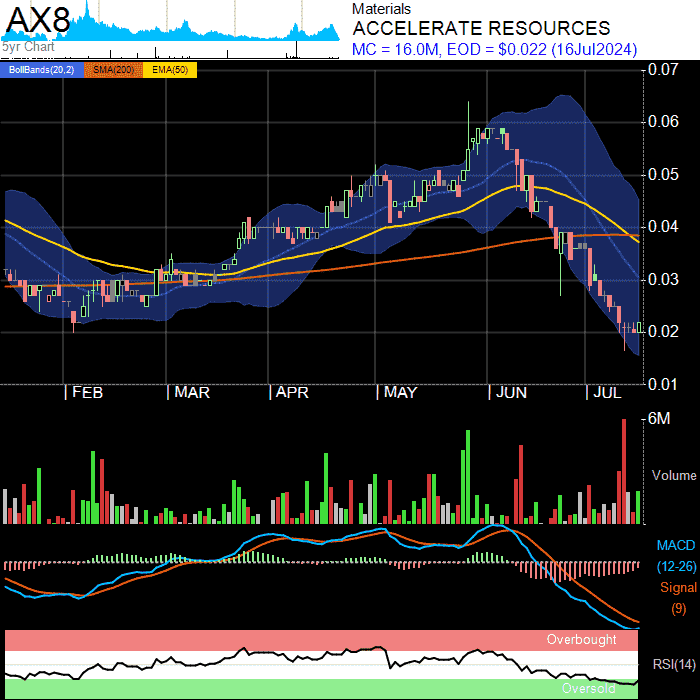 AX8
5yr Chart
Materials
ACCELERATE RESOURCES
MC = 16.0M, EOD = $0.022 (16Jul2024)
BollBands(20,2) SMA(200) EMA(50)
0.07
0.06
0.05
0.04
0.03
0.02
0.01
FEB MAR APR MAY JUN JUL
6M
Volume
MACD
(12-26)
Signal
(9)
Overbought
RSI(14)
Oversold